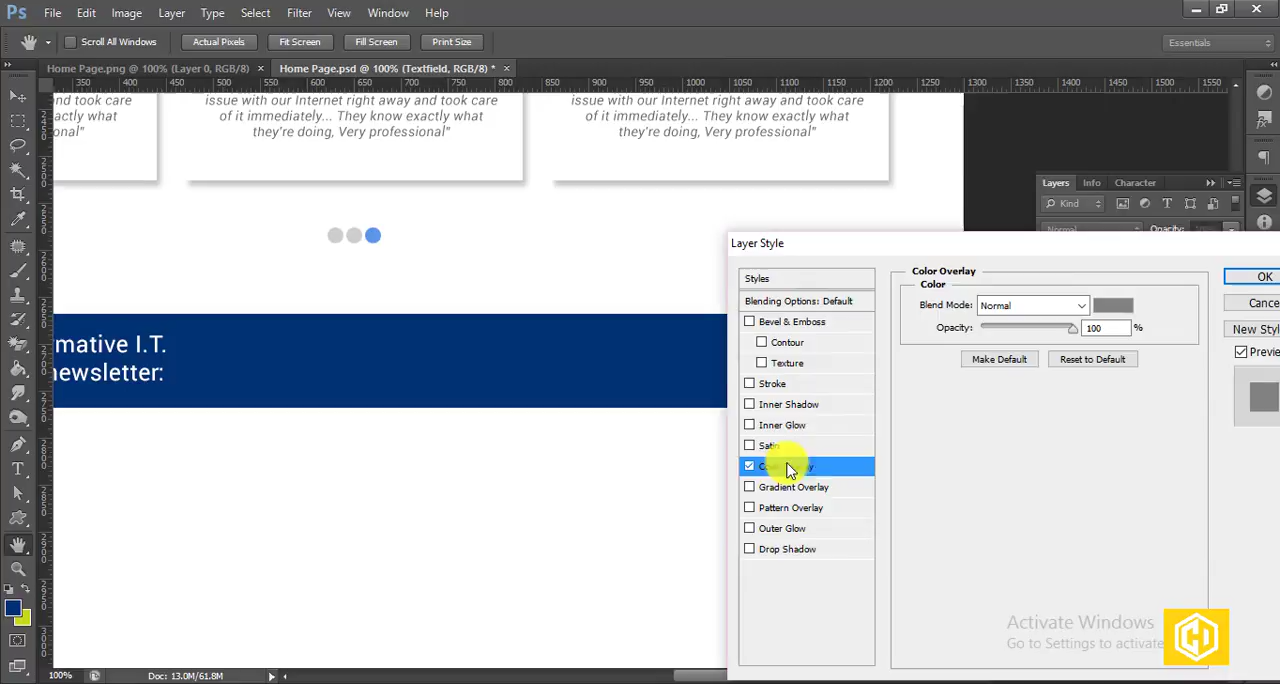 Ps File Edit Image Layer Type Select Filter View Window Help
Scroll All Windows Actual Pixels Fit Screen Fill Screen Print Size Essentials
Home Page.png @ 100% (Layer 0, RGB/8) × Home Page.psd @ 100% (Textfield, RGB/8) * ×
350 400 450 500 550 600 650 700 750 800 850 900 950 1000 1050 1100 1150 1200 1250 1300 1350 1400 1450 1500 1550
nd took care issue with our Internet right away and took care issue with our Internet right away and took care
actly what of it immediately... They know exactly what of it immediately... They know exactly what
onal" they're doing, Very professional" they're doing, Very professional"
Layers Info Character
Kind
Normal Opacity:
Layer Style
Styles
Blending Options: Default
Bevel & Emboss
Contour
Texture
Stroke
Inner Shadow
Inner Glow
Satin
Gradient Overlay
Pattern Overlay
Outer Glow
Drop Shadow
Color Overlay
Color
Blend Mode: Normal
Opacity: 100 %
Make Default Reset to Default
OK
Cance
New Styl
Previe
mative I.T.
newsletter:
Activate Windows
Go to Settings to activate
100% Doc: 13.0M/61.8M